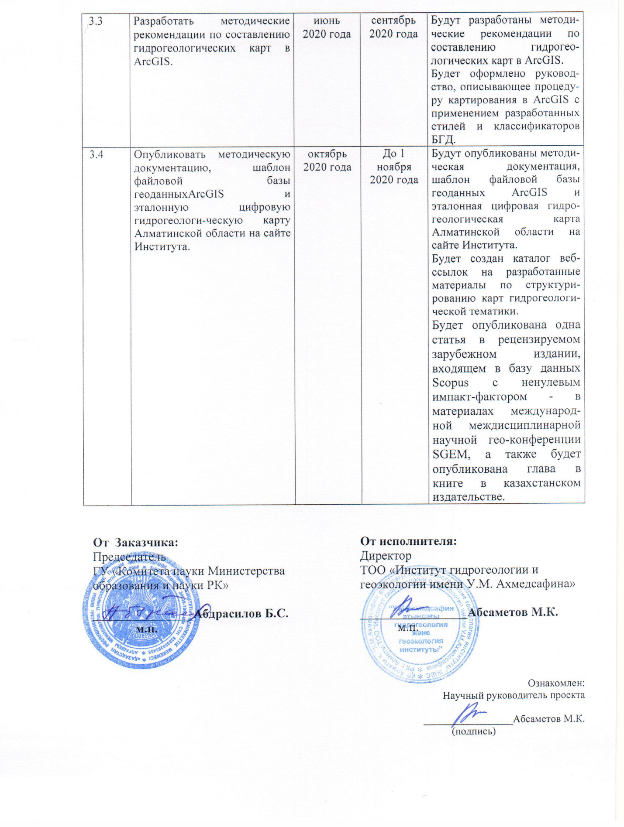 3.3
Разработать методические
рекомендации по составлению
гидрогеологических карт в
ArcGIS.
июнь
2020 года
сентябрь
2020 года
Будут разработаны методи-
ческие рекомендации по
составлению гидрогео-
логических карт в ArcGIS.
Будет оформлено руковод-
ство, описывающее процеду-
ру картирования в ArcGIS с
применением разработанных
стилей и классификаторов
БГД.
3.4
Опубликовать методическую
документацию, шаблон
файловой базы
геоданныхArcGIS и
эталонную цифровую
гидрогеологи-ческую карту
Алматинской области на сайте
Института.
октябрь
2020 года
До 1
ноября
2020 года
Будут опубликованы методи-
ческая документация,
шаблон файловой базы
геоданных ArcGIS и
эталонная цифровая гидро-
геологическая карта
Алматинской области на
сайте Института.
Будет создан каталог веб-
ссылок на разработанные
материалы по структури-
рованию карт гидрогеологи-
ческой тематики.
Будет опубликована одна
статья в рецензируемом
зарубежном издании,
входящем в базу данных
Scopus с ненулевым
импакт-фактором - в
материалах международ-
ной междисциплинарной
научной гео-конференции
SGEM, а также будет
опубликована глава в
книге в казахстанском
издательстве.
От Заказчика:
Председатель
ГУ «Комитета науки Министерства
образования и науки РК»
Абдрасилов Б.С.
м.п.
От исполнителя:
Директор
ТОО «Институт гидрогеологии и
геоэкологии имени У.М. Ахмедсафина»
Абсаметов М.К.
м.п.
атындағы
гидрогеология
және
геоэкология
институты"
Ознакомлен:
Научный руководитель проекта
Абсаметов М.К.
(подпись)